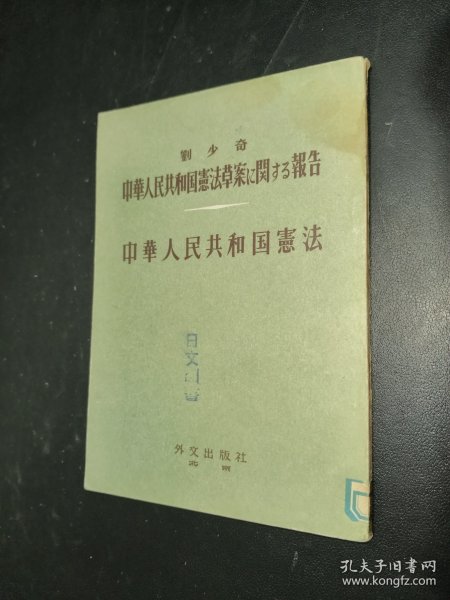 劉少奇
中華人民共和国憲法草案に関する報告
中華人民共和国憲法
日文
外文出版社
北京
孔夫子旧书网
www.kongfz.com